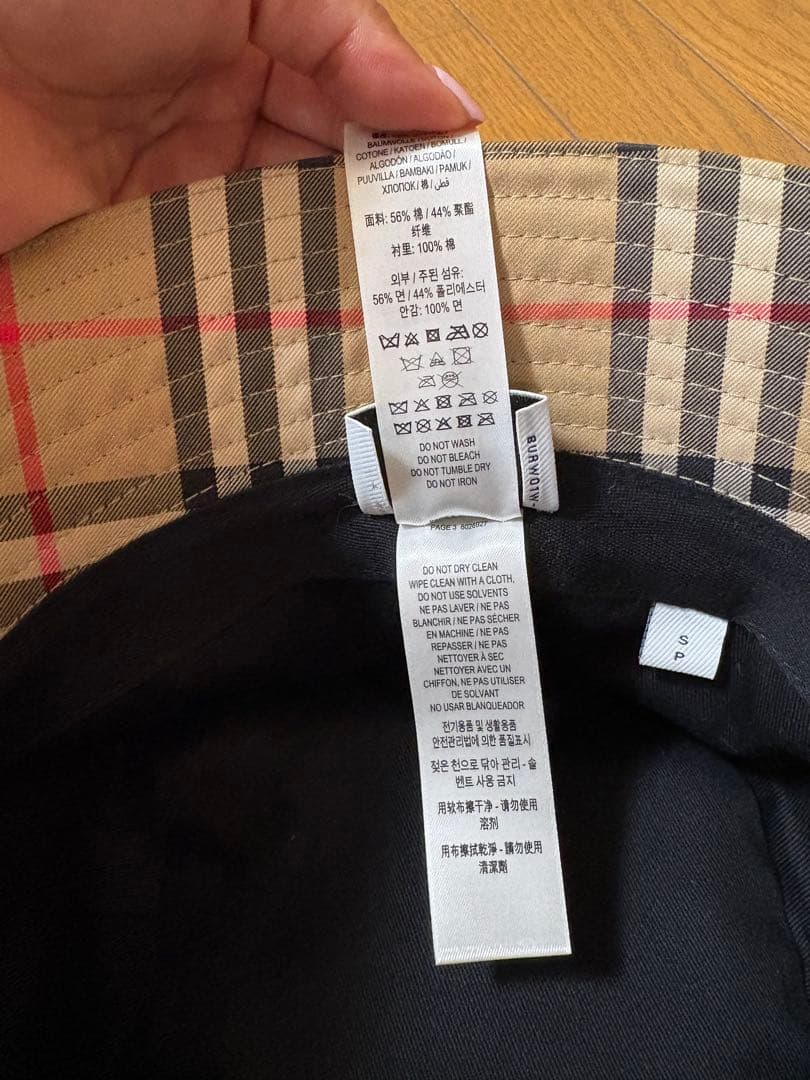 BAUMWOLLE
COTONE / KATOEN / BOMULL /
ALGODÓN / ALGODÃO /
PUUVILLA / BAMBAKI / PAMUK /
ХЛОПОК / 棉 / قطن
面料: 56% 棉 / 44% 聚酯
纤维
衬里: 100% 棉
외부 / 주된 섬유:
56% 면 / 44% 폴리에스터
안감: 100% 면
DO NOT WASH
DO NOT BLEACH
DO NOT TUMBLE DRY
DO NOT IRON
PAGE 3
DO NOT DRY CLEAN
WIPE CLEAN WITH A CLOTH,
DO NOT USE SOLVENTS
NE PAS LAVER / NE PAS
BLANCHIR / NE PAS SÉCHER
EN MACHINE / NE PAS
REPASSER / NE PAS
NETTOYER À SEC
NETTOYER AVEC UN
CHIFFON, NE PAS UTILISER
DE SOLVANT
NO USAR BLANQUEADOR
전기용품 및 생활용품
안전관리법에 의한 품질표시
젖은 천으로 닦아 관리 - 솔
벤트 사용 금지
用软布擦干净 - 请勿使用
溶剂
用布擦拭乾淨 - 請勿使用
清潔劑
BURW01W-
S
P